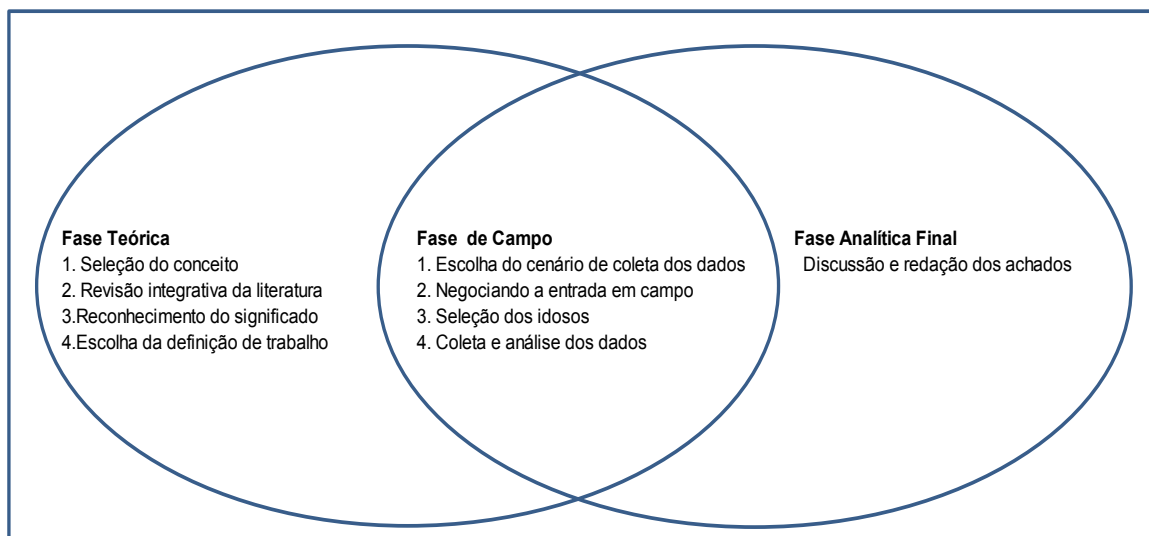 Fase Teórica
1. Seleção do conceito
2. Revisão integrativa da literatura
3.Reconhecimento do significado
4.Escolha da definição de trabalho
Fase de Campo
1. Escolha do cenário de coleta dos dados
2. Negociando a entrada em campo
3. Seleção dos idosos
4. Coleta e análise dos dados
Fase Analítica Final
Discussão e redação dos achados